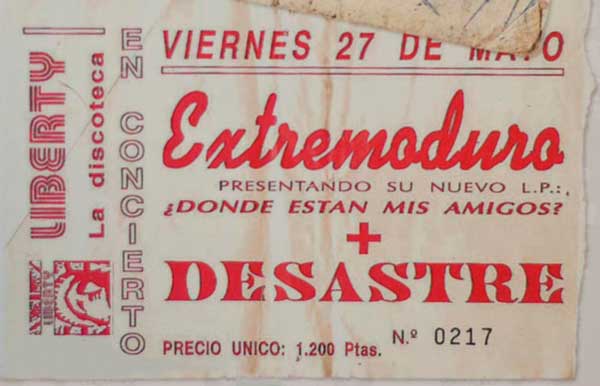 LIBERTY
La discoteca
EN CONCIERTO
VIERNES 27 DE MAYO
Extremoduro
PRESENTANDO SU NUEVO L.P.:
¿DONDE ESTAN MIS AMIGOS?
+
DESASTRE
PRECIO UNICO: 1.200 Ptas.
N.º 0217
LIBERTY